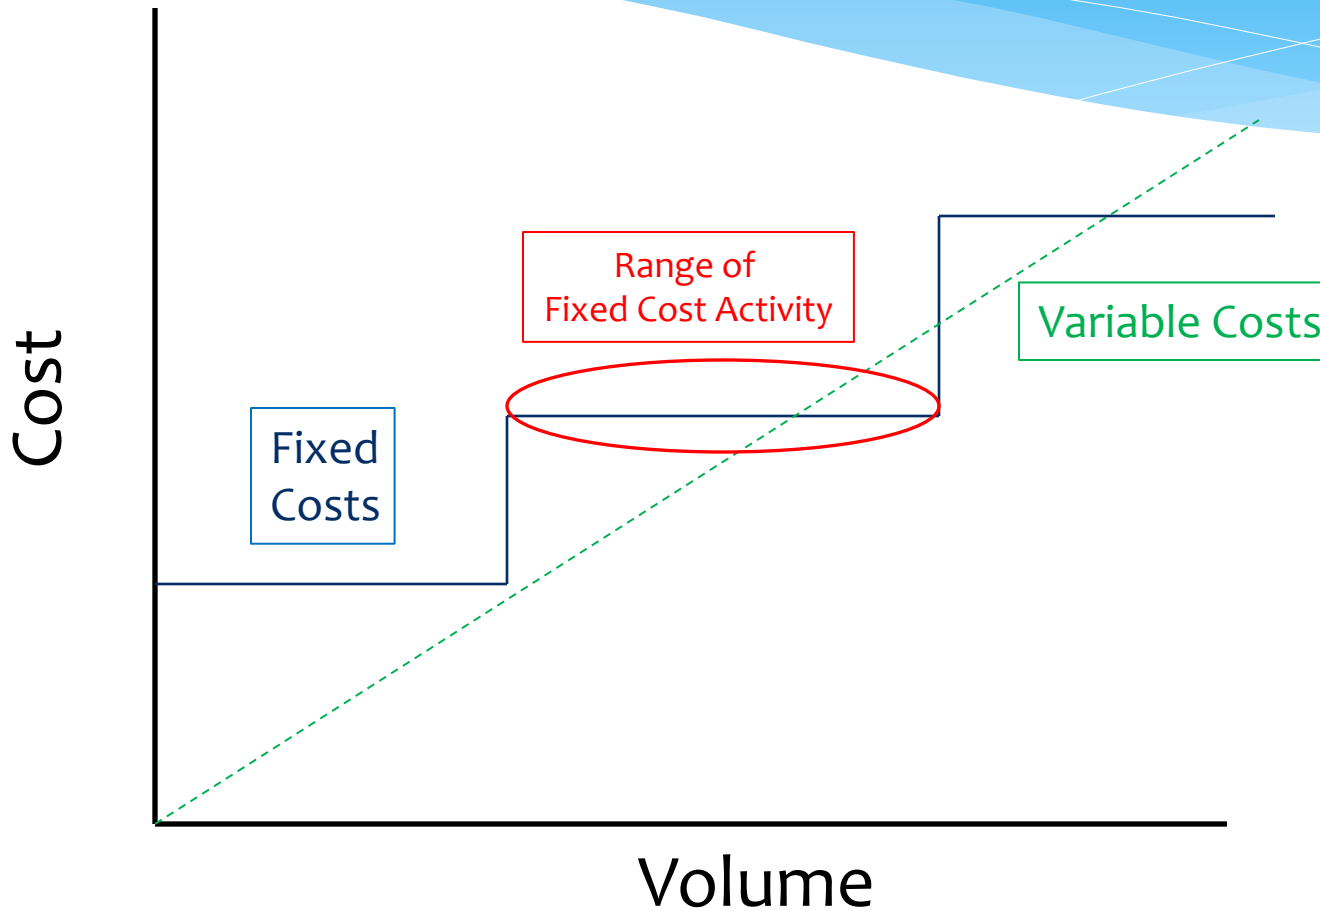 Range of
Fixed Cost Activity
Variable Costs
Cost
Fixed
Costs
Volume